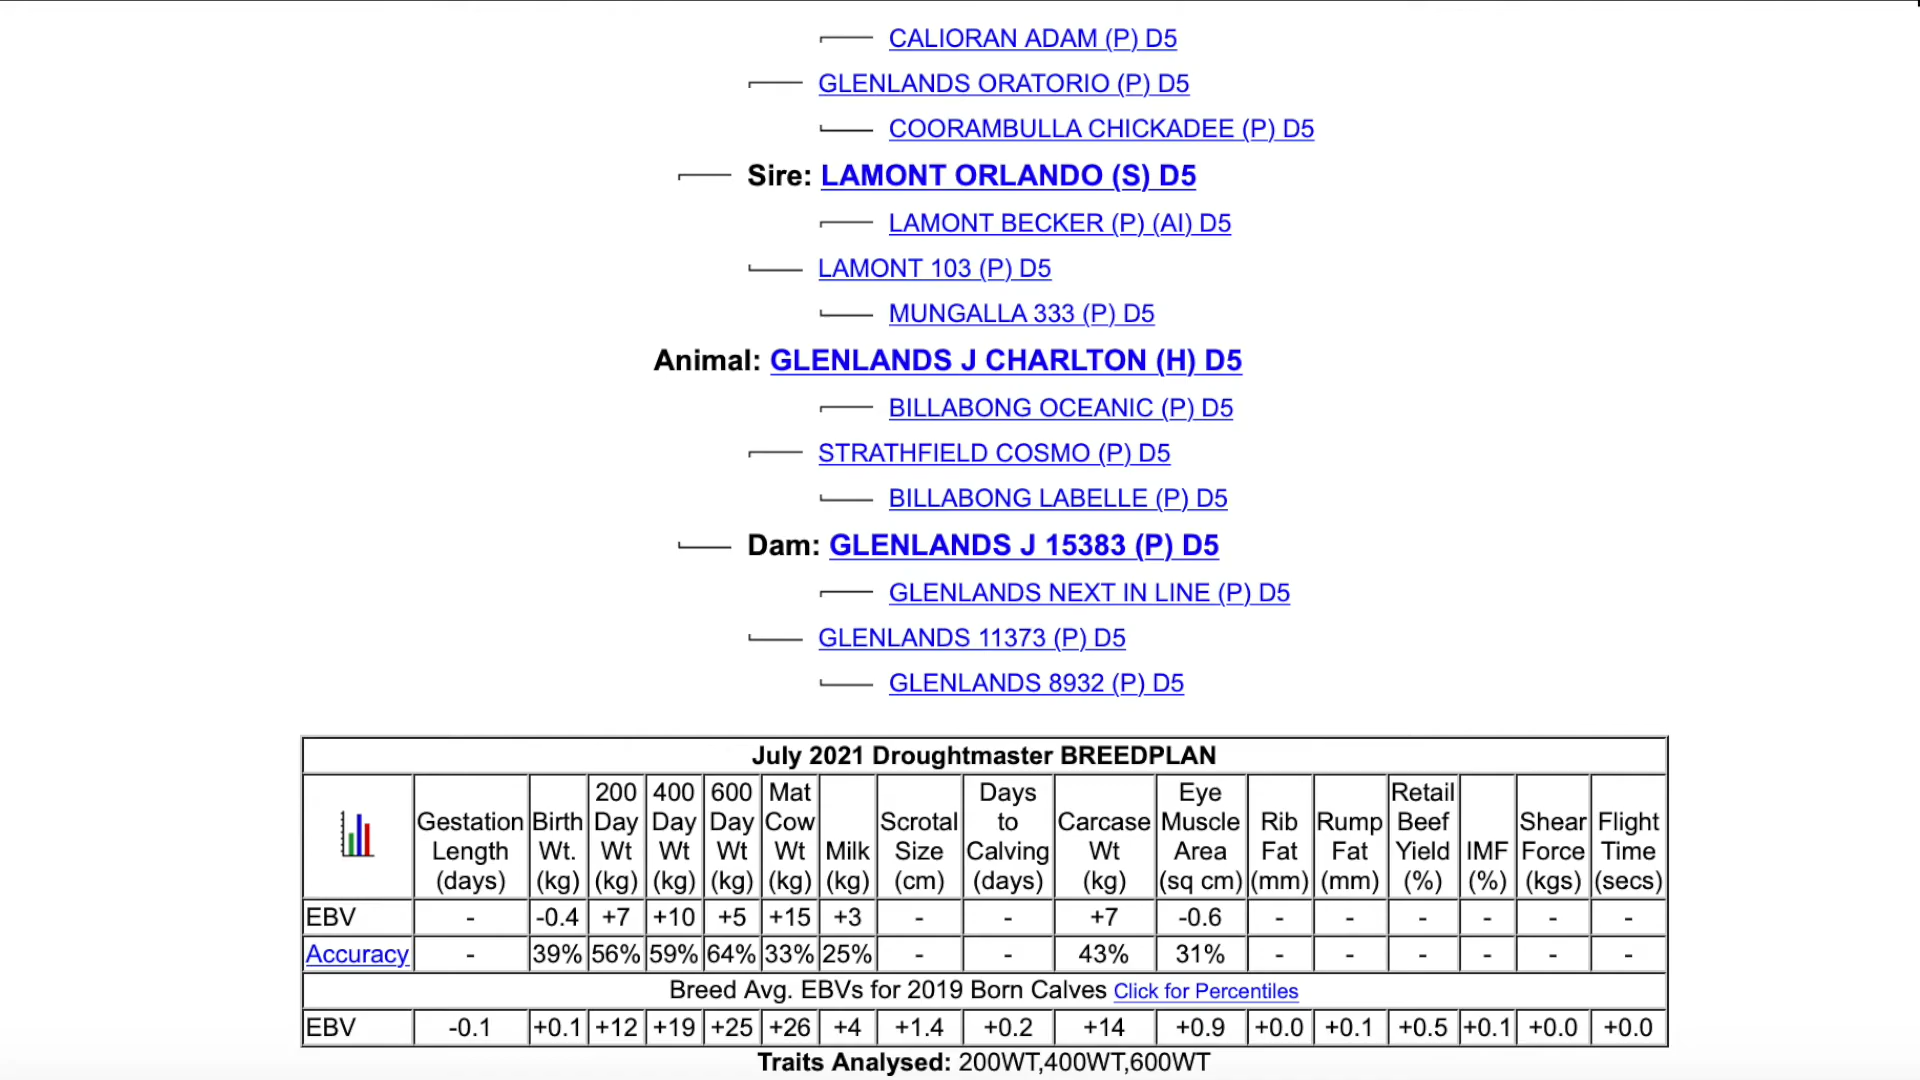 CALIORAN ADAM (P) D5
GLENLANDS ORATORIO (P) D5
COORAMBULLA CHICKADEE (P) D5
Sire: LAMONT ORLANDO (S) D5
LAMONT BECKER (P) (AI) D5
LAMONT 103 (P) D5
MUNGALLA 333 (P) D5
Animal: GLENLANDS J CHARLTON (H) D5
BILLABONG OCEANIC (P) D5
STRATHFIELD COSMO (P) D5
BILLABONG LABELLE (P) D5
Dam: GLENLANDS J 15383 (P) D5
GLENLANDS NEXT IN LINE (P) D5
GLENLANDS 11373 (P) D5
GLENLANDS 8932 (P) D5
July 2021 Droughtmaster BREEDPLAN
Gestation Length (days) Birth Wt. (kg) 200 Day Wt (kg) 400 Day Wt (kg) 600 Day Wt (kg) Mat Cow Wt (kg) Milk (kg) Scrotal Size (cm) Days to Calving (days) Carcase Wt (kg) Eye Muscle Area (sq cm) Rib Fat (mm) Rump Fat (mm) Retail Beef Yield (%) IMF (%) Shear Force (kgs) Flight Time (secs)
EBV - -0.4 +7 +10 +5 +15 +3 - - +7 -0.6 - - - - - -
Accuracy - 39% 56% 59% 64% 33% 25% - - 43% 31% - - - - - -
Breed Avg. EBVs for 2019 Born Calves Click for Percentiles
EBV -0.1 +0.1 +12 +19 +25 +26 +4 +1.4 +0.2 +14 +0.9 +0.0 +0.1 +0.5 +0.1 +0.0 +0.0
Traits Analysed: 200WT,400WT,600WT